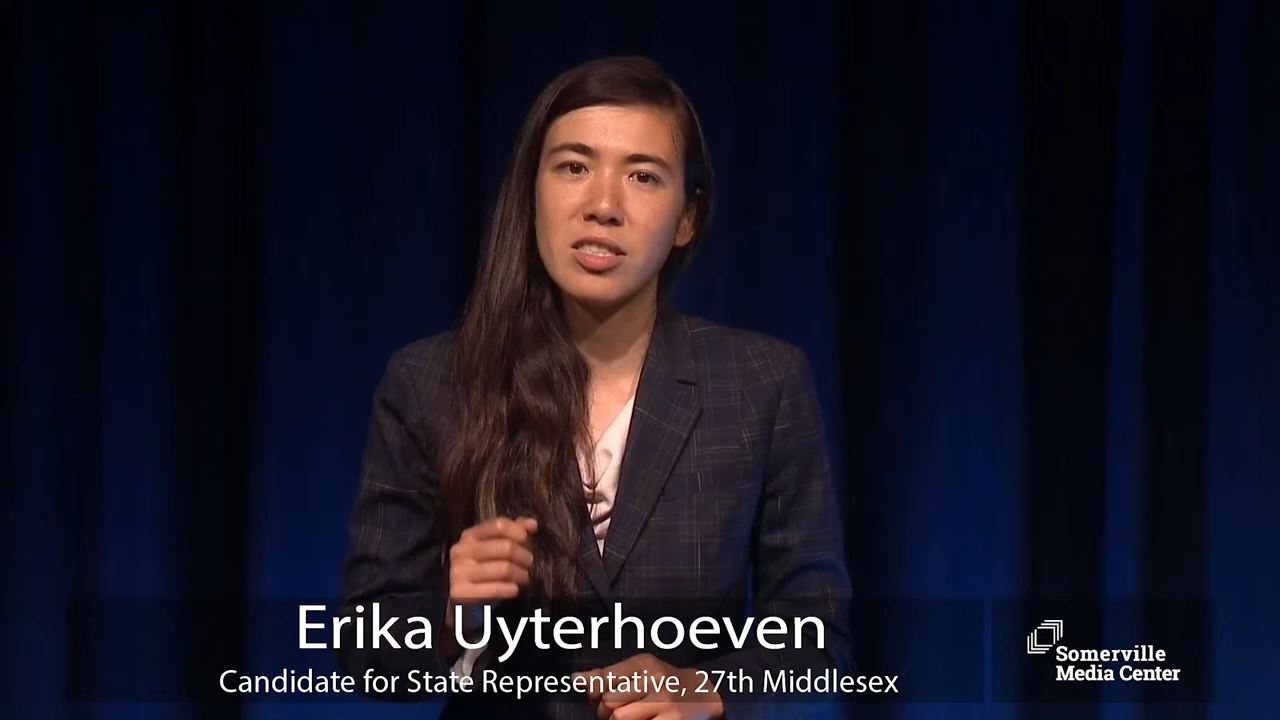 Erika Uyterhoeven
Candidate for State Representative, 27th Middlesex
Somerville
Media Center